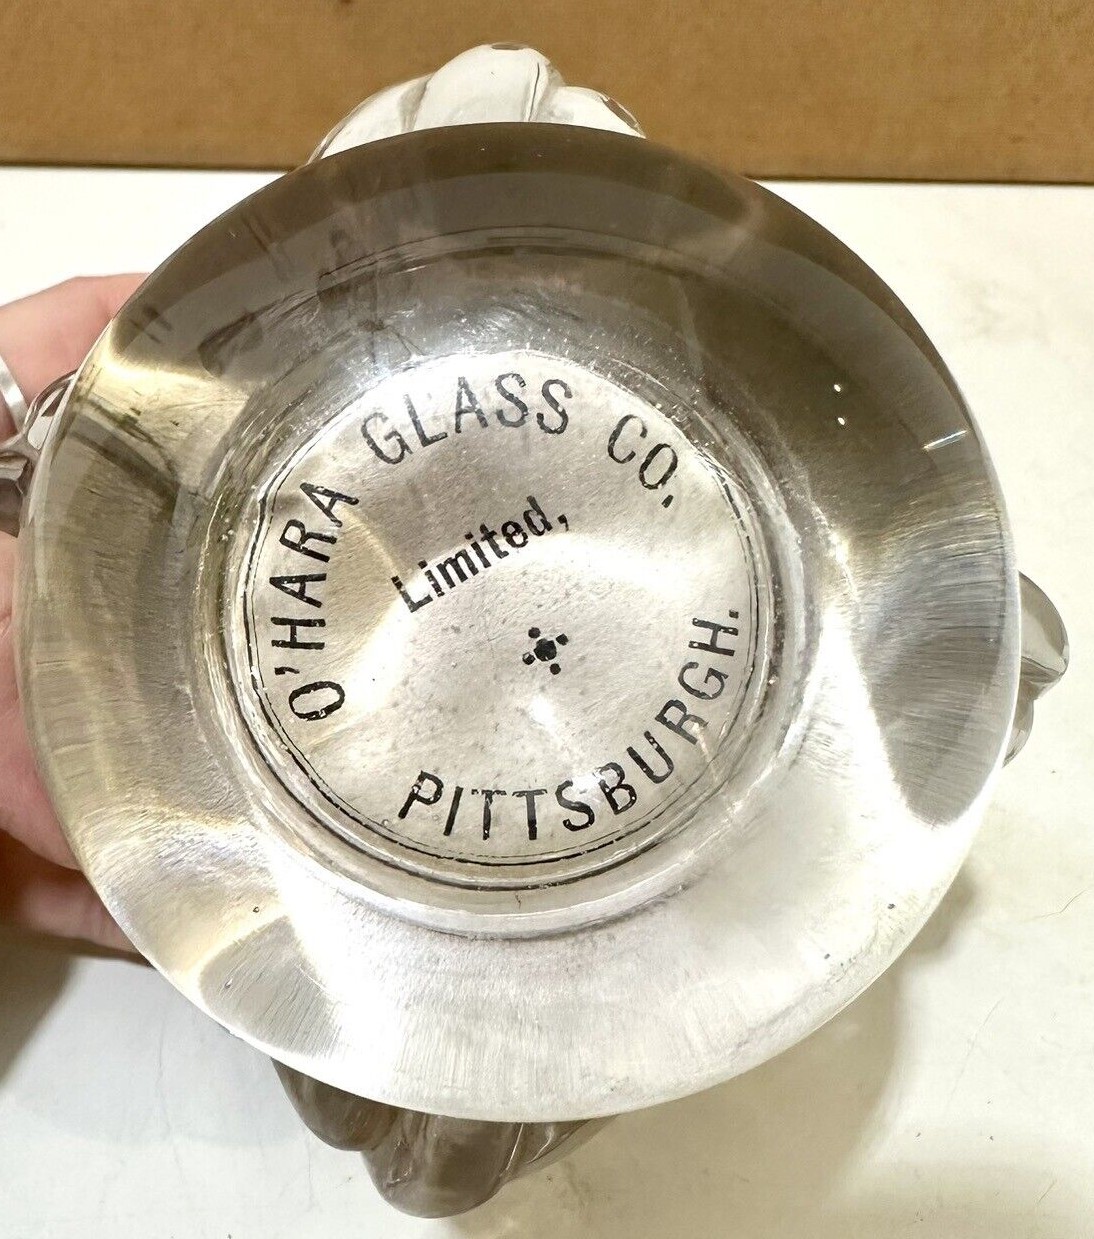 O'HARA GLASS CO.
Limited,
PITTSBURGH.